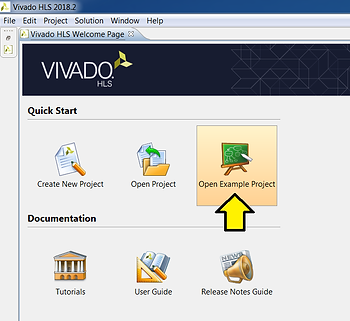 Vivado HLS 2018.2
File Edit Project Solution Window Help
Vivado HLS Welcome Page
VIVADO.
HLS
Quick Start
Create New Project
Open Project
Open Example Project
Documentation
Tutorials
User Guide
Release Notes Guide